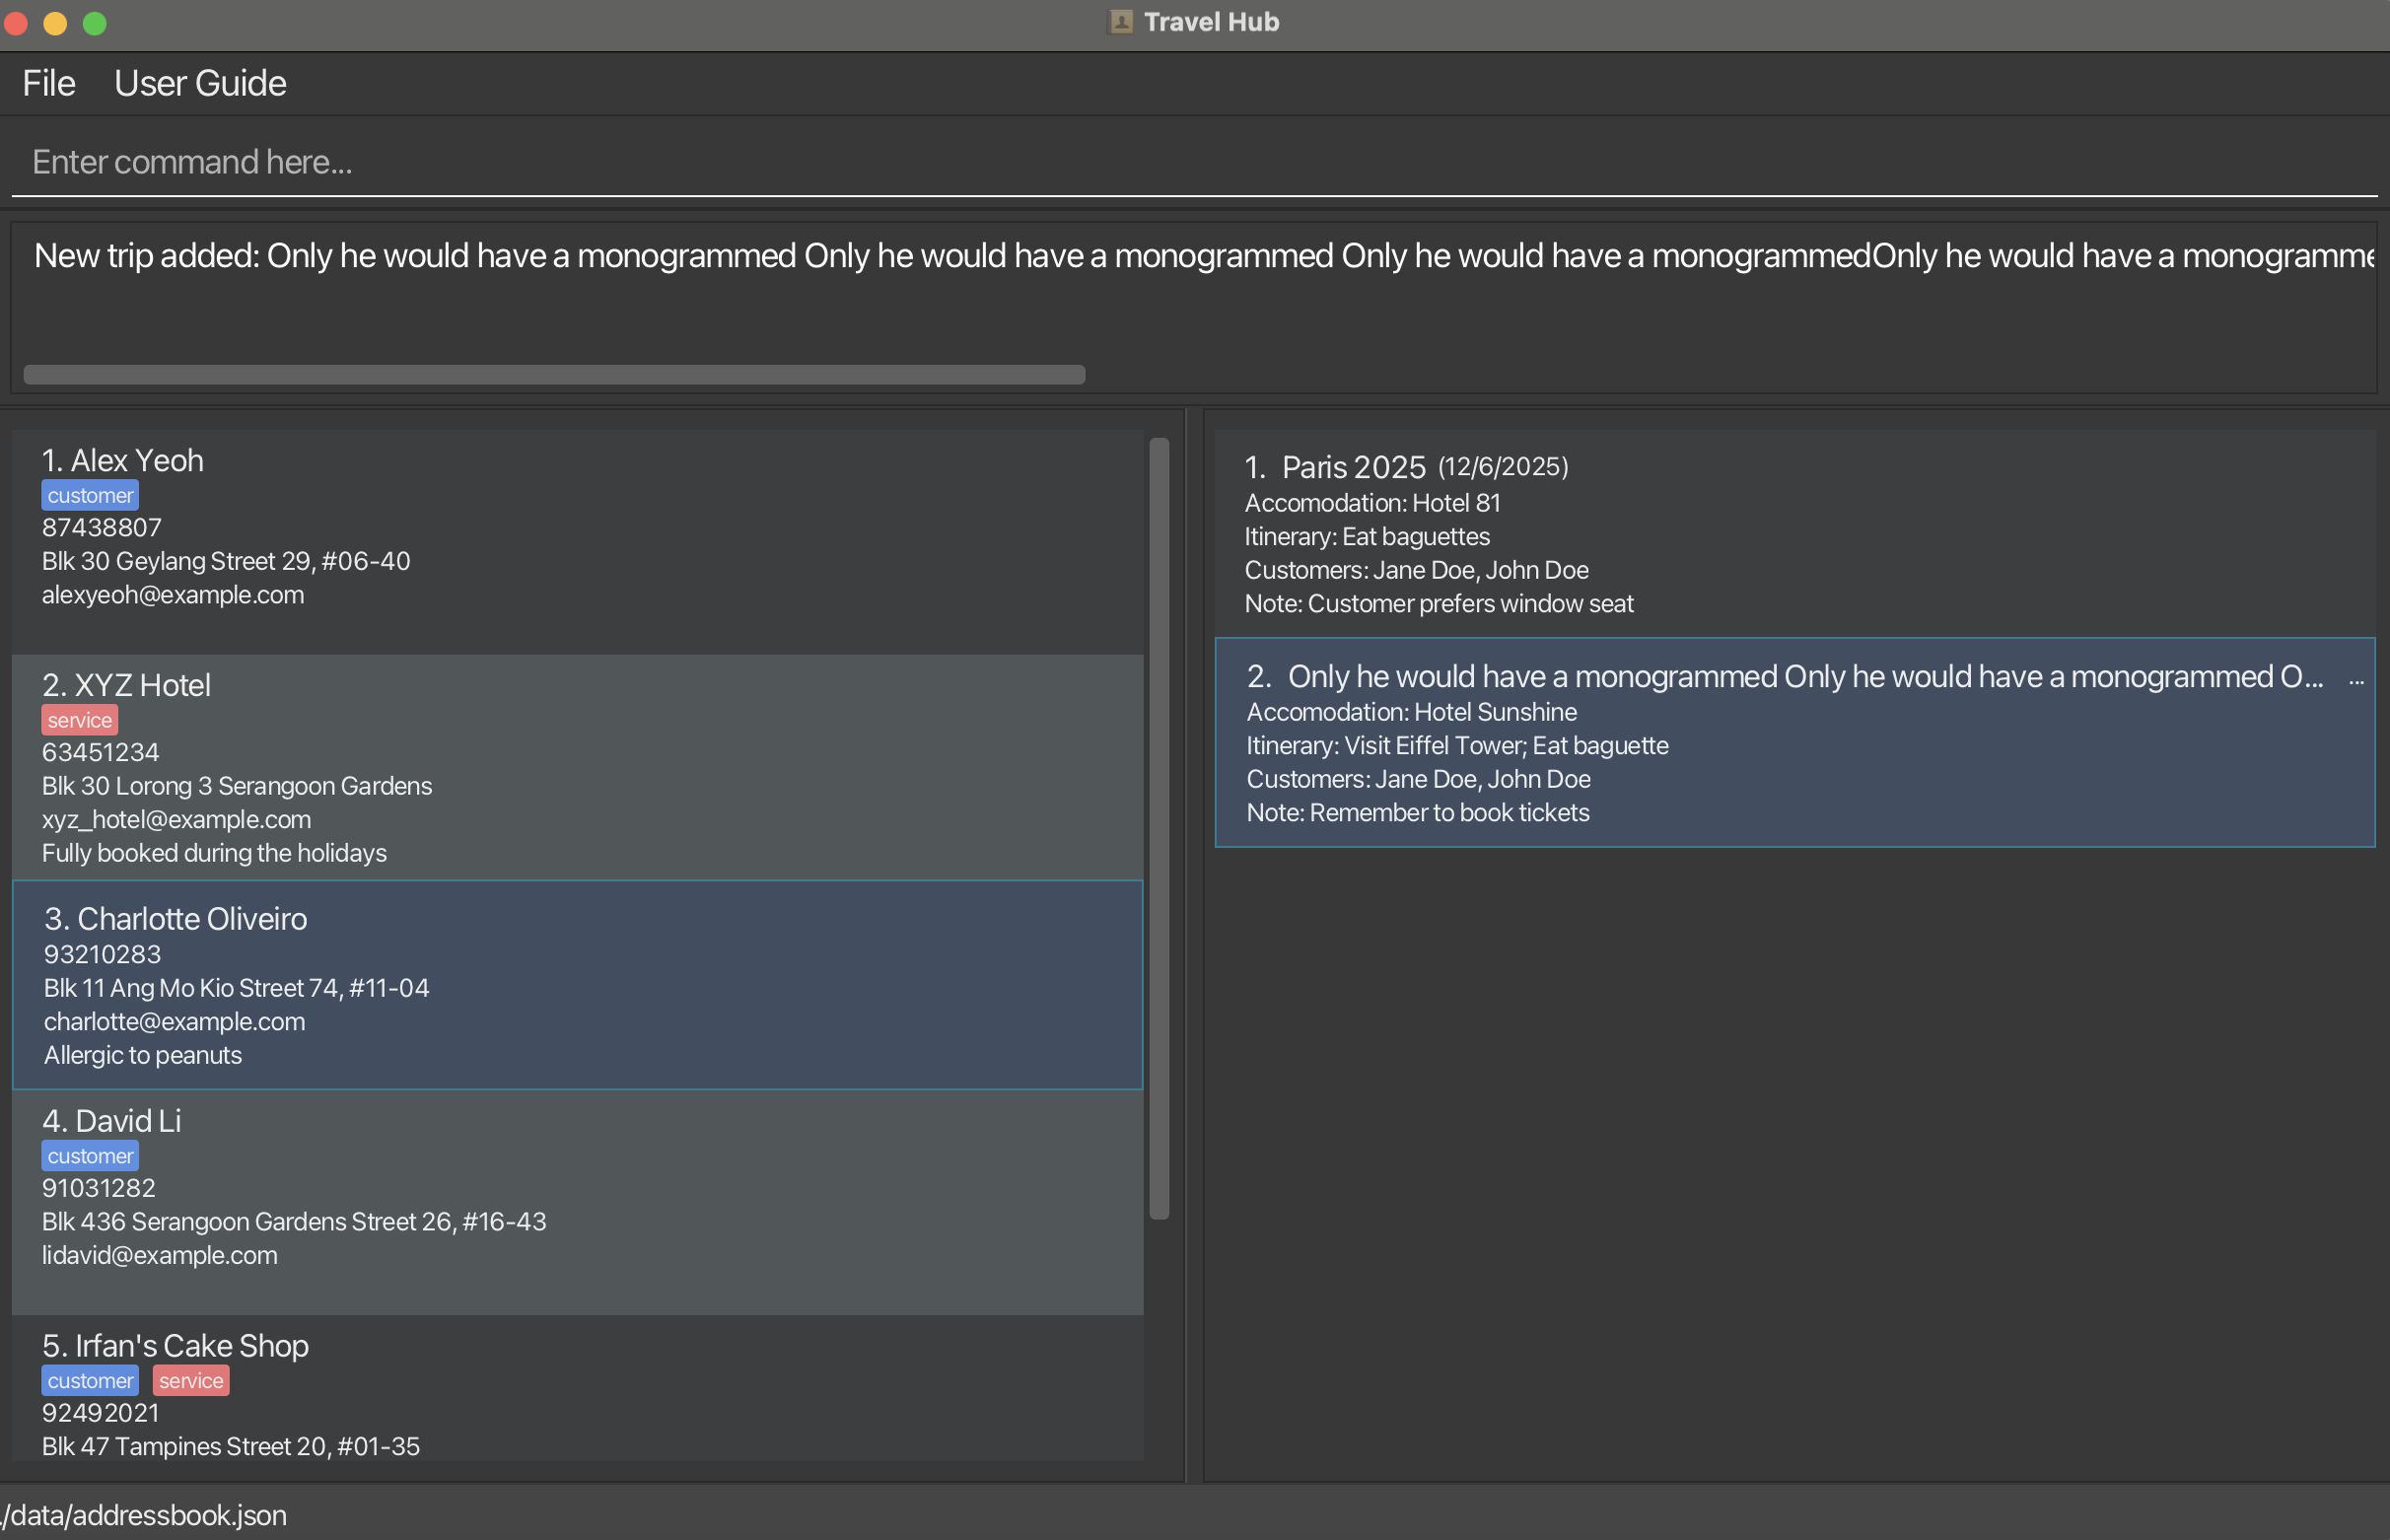 Travel Hub
File User Guide
Enter command here...
New trip added: Only he would have a monogrammed Only he would have a monogrammed Only he would have a monogrammedOnly he would have a monogramme
1. Alex Yeoh
customer
87438807
Blk 30 Geylang Street 29, #06-40
alexyeoh@example.com
2. XYZ Hotel
service
63451234
Blk 30 Lorong 3 Serangoon Gardens
xyz_hotel@example.com
Fully booked during the holidays
3. Charlotte Oliveiro
93210283
Blk 11 Ang Mo Kio Street 74, #11-04
charlotte@example.com
Allergic to peanuts
4. David Li
customer
91031282
Blk 436 Serangoon Gardens Street 26, #16-43
lidavid@example.com
5. Irfan's Cake Shop
customer service
92492021
Blk 47 Tampines Street 20, #01-35
1. Paris 2025 (12/6/2025)
Accomodation: Hotel 81
Itinerary: Eat baguettes
Customers: Jane Doe, John Doe
Note: Customer prefers window seat
2. Only he would have a monogrammed Only he would have a monogrammed O... ...
Accomodation: Hotel Sunshine
Itinerary: Visit Eiffel Tower; Eat baguette
Customers: Jane Doe, John Doe
Note: Remember to book tickets
./data/addressbook.json